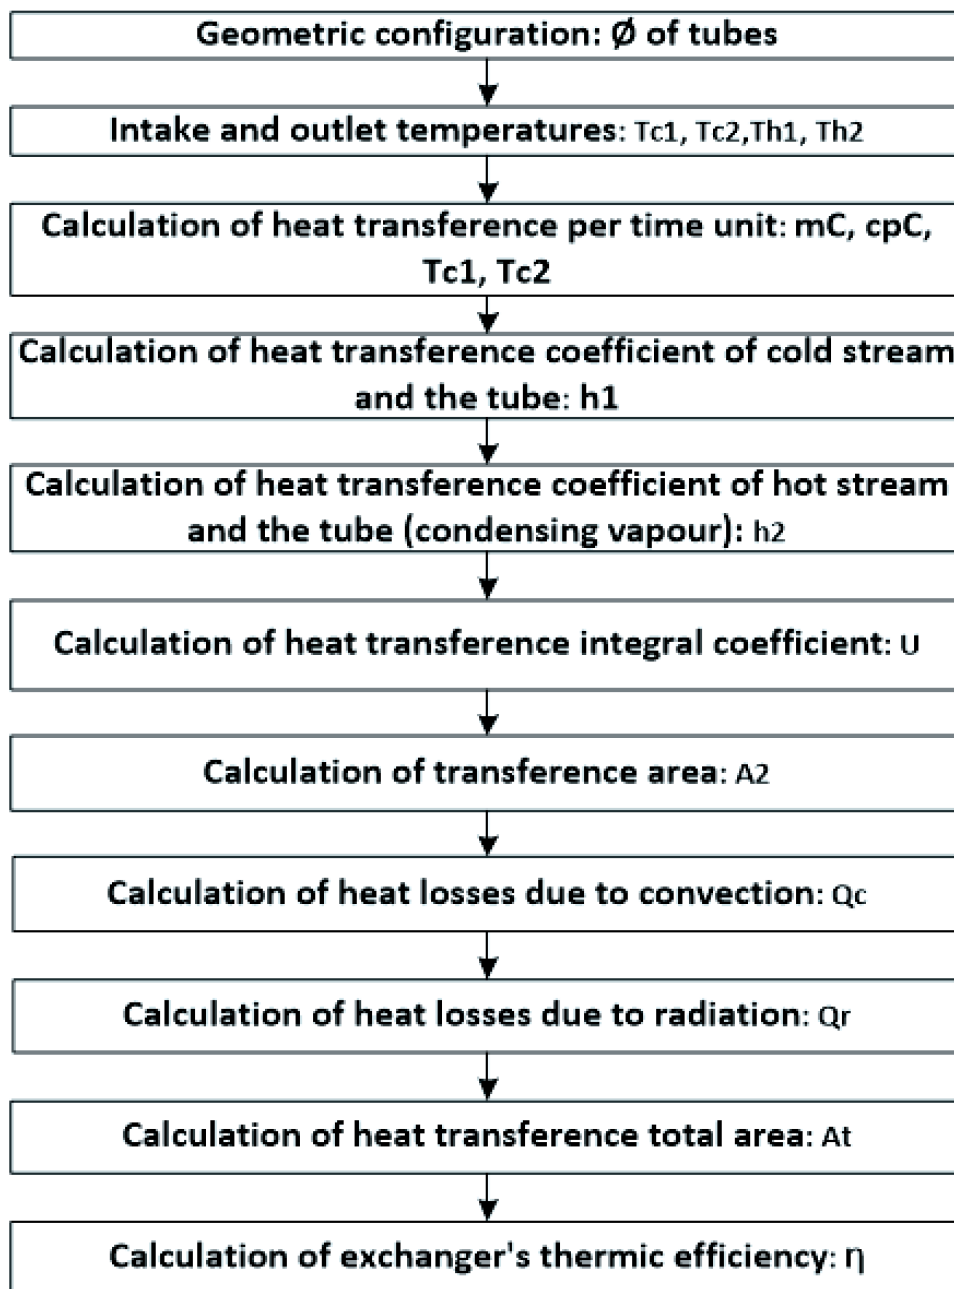 Geometric configuration: Ø of tubes
Intake and outlet temperatures: Tc1, Tc2,Th1, Th2
Calculation of heat transference per time unit: mC, cpC,
Tc1, Tc2
Calculation of heat transference coefficient of cold stream
and the tube: h1
Calculation of heat transference coefficient of hot stream
and the tube (condensing vapour): h2
Calculation of heat transference integral coefficient: U
Calculation of transference area: A2
Calculation of heat losses due to convection: Qc
Calculation of heat losses due to radiation: Qr
Calculation of heat transference total area: At
Calculation of exchanger's thermic efficiency: η